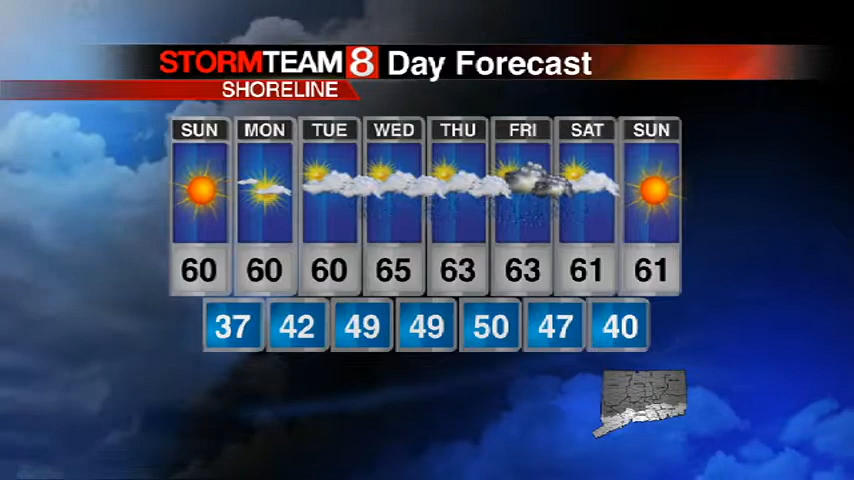 STORMTEAM 8 Day Forecast
SHORELINE
SUN MON TUE WED THU FRI SAT SUN
60 60 60 65 63 63 61 61
37 42 49 49 50 47 40